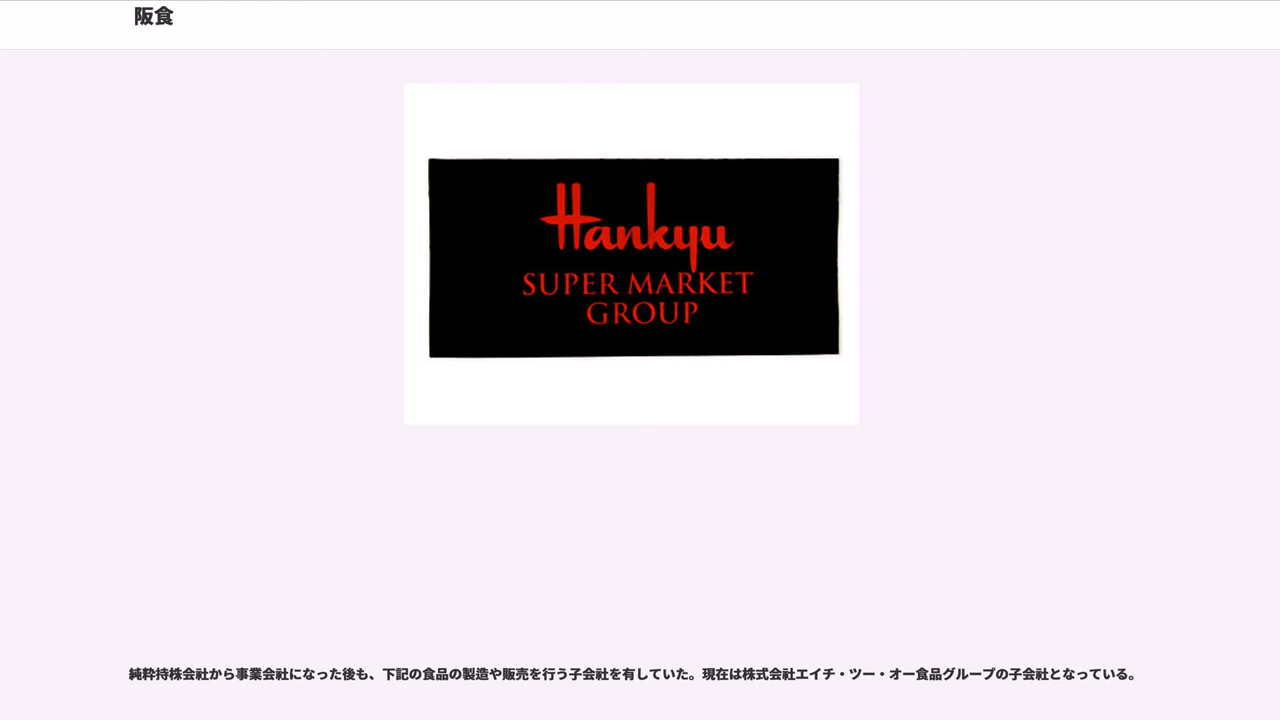 阪食
Hankyu
SUPER MARKET
GROUP
純粋持株会社から事業会社になった後も、下記の食品の製造や販売を行う子会社を有していた。現在は株式会社エイチ・ツー・オー食品グループの子会社となっている。